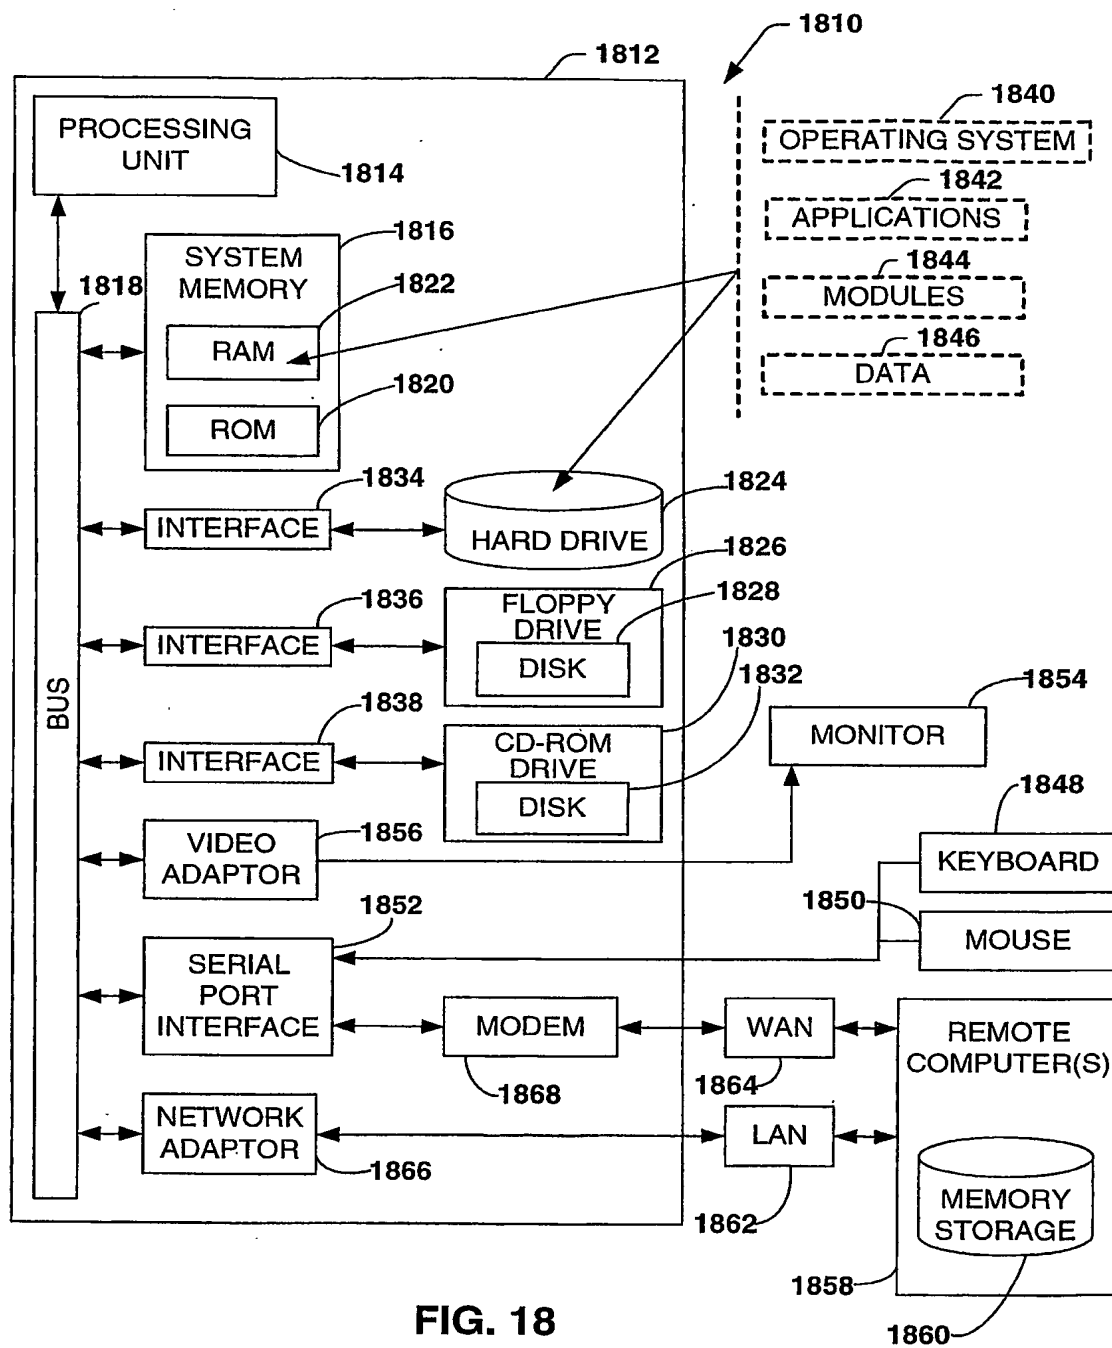 1810
1812
1840
OPERATING SYSTEM
PROCESSING
UNIT
1814
1842
APPLICATIONS
1816
SYSTEM
MEMORY
1844
MODULES
1818
1822
RAM
1846
DATA
1820
ROM
1834
INTERFACE
1824
HARD DRIVE
1826
1836
INTERFACE
FLOPPY
DRIVE
1828
DISK
1830
1832
1838
INTERFACE
CD-ROM
DRIVE
DISK
BUS
1854
MONITOR
1856
VIDEO
ADAPTOR
1848
KEYBOARD
1850
MOUSE
1852
SERIAL
PORT
INTERFACE
MODEM
1868
WAN
1864
REMOTE
COMPUTER(S)
NETWORK
ADAPTOR
1866
LAN
1862
MEMORY
STORAGE
1858
1860
FIG. 18